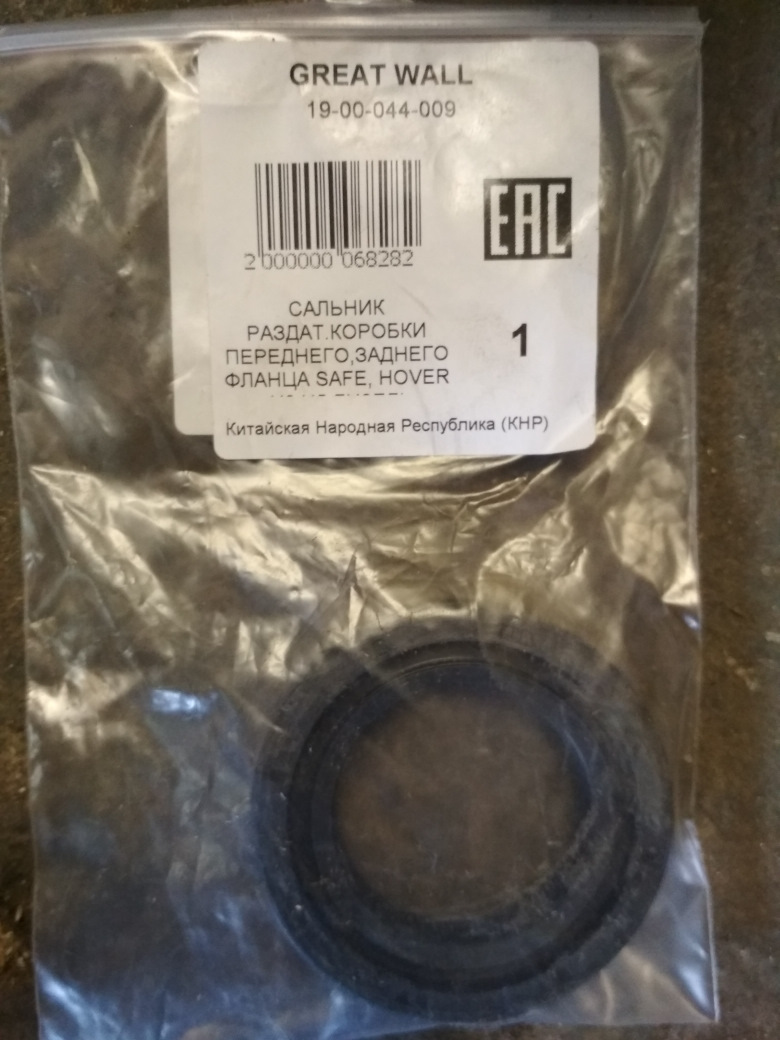 GREAT WALL
19-00-044-009
2 000000 068282
EAC
САЛЬНИК
РАЗДАТ.КОРОБКИ
ПЕРЕДНЕГО,ЗАДНЕГО
ФЛАНЦА SAFE, HOVER
1
Китайская Народная Республика (КНР)